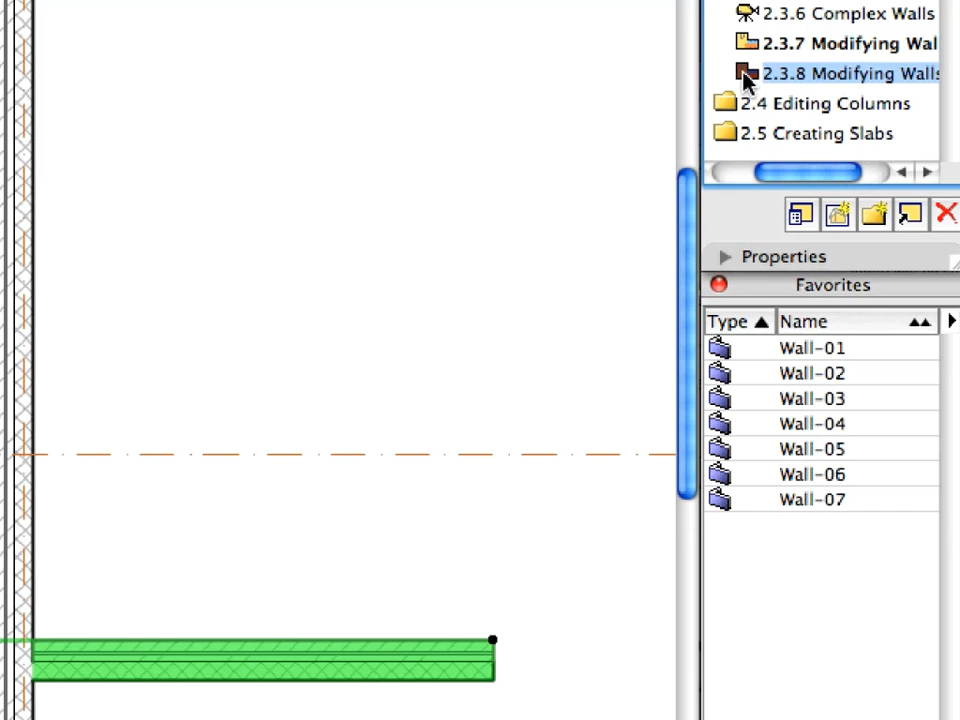 2.3.6 Complex Walls
2.3.7 Modifying Wal
2.3.8 Modifying Walls
2.4 Editing Columns
2.5 Creating Slabs
Properties
Favorites
Type Name
Wall-01
Wall-02
Wall-03
Wall-04
Wall-05
Wall-06
Wall-07